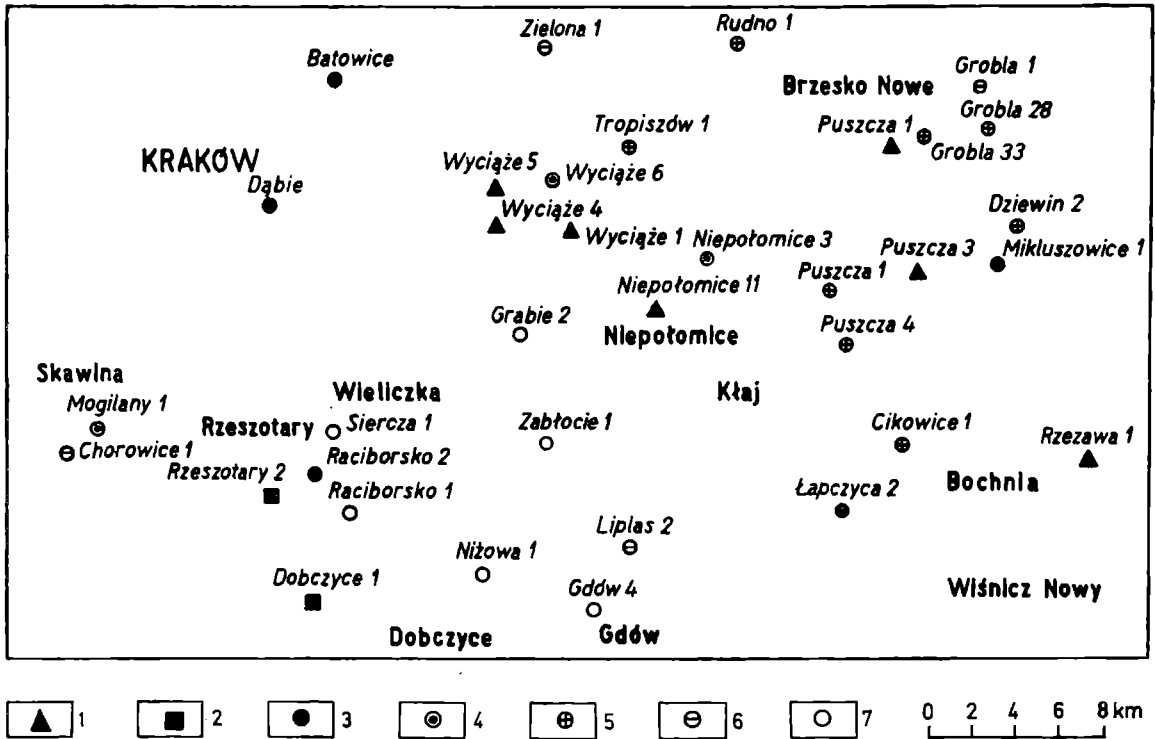 Zielona 1
Rudno 1
Batowice
Grobla 1
Brzesko Nowe
Grobla 28
Tropiszów 1
Puszcza 1
Grobla 33
KRAKÓW
Wyciąże 5
Wyciąże 6
Dąbie
Wyciąże 4
Dziewin 2
Wyciąże 1
Niepołomice 3
Puszcza 3
Mikluszowice 1
Puszcza 1
Niepołomice 11
Grabie 2
Niepołomice
Puszcza 4
Skawina
Wieliczka
Kłaj
Mogilany 1
Rzeszotary
Siercza 1
Zabłocie 1
Cikowice 1
Rzezawa 1
Chorowice 1
Raciborsko 2
Rzeszotary 2
Bochnia
Raciborsko 1
Łapczyca 2
Liplas 2
Niżowa 1
Dobczyce 1
Gdów 4
Wiśnicz Nowy
Dobczyce
Gdów
1 2 3 4 5 6 7 0 2 4 6 8 km